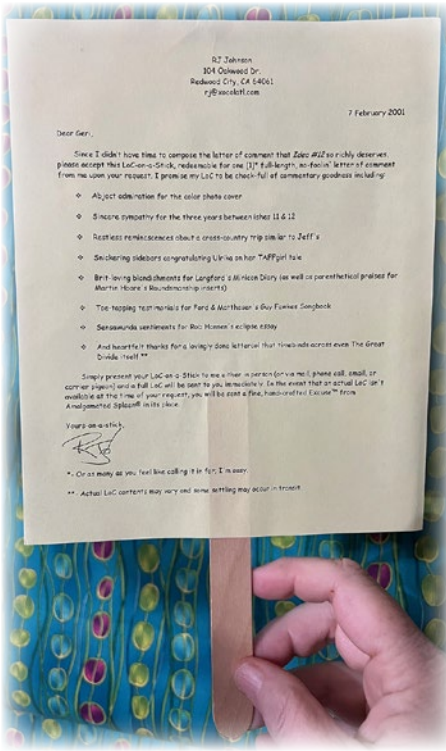 RJ Johnson
104 Oakwood Dr.
Redwood City, CA 94061
rj@xocolatl.com
7 February 2001
Dear Geri,
Since I didn't have time to compose the letter of comment that Idea #12 so richly deserves,
please accept this LoC-on-a-Stick, redeemable for one (1)* full-length, no-foolin' letter of comment
from me upon your request. I promise my LoC to be chock-full of commentary goodness including:
❖ Abject admiration for the color photo cover
❖ Sincere sympathy for the three years between ishes 11 & 12
❖ Restless reminiscences about a cross-country trip similar to Jeff's
❖ Snickering sidebars congratulating Ulrika on her TAFFgirl tale
❖ Brit-loving blandishments for Langford's Minicon Diary (as well as parenthetical praises for
Martin Hoare's Roundsmanship inserts)
❖ Toe-tapping testimonials for Ford & Matthesen's Guy Fawkes Songbook
❖ Sensawunda sentiments for Rob Hansen's eclipse essay
❖ And heartfelt thanks for a lovingly done lettercol that timebinds across even The Great
Divide itself **
Simply present your LoC-on-a-Stick to me either in person (or via mail, phone call, email, or
carrier pigeon) and a full LoC will be sent to you immediately. In the event that an actual LoC isn't
available at the time of your request, you will be sent a fine, hand-crafted Excuse™ from
Amalgamated Spleen® in its place.
Yours on-a-stick,
*- Or as many as you feel like calling it in for; I'm easy.
**- Actual LoC contents may vary and some settling may occur in transit